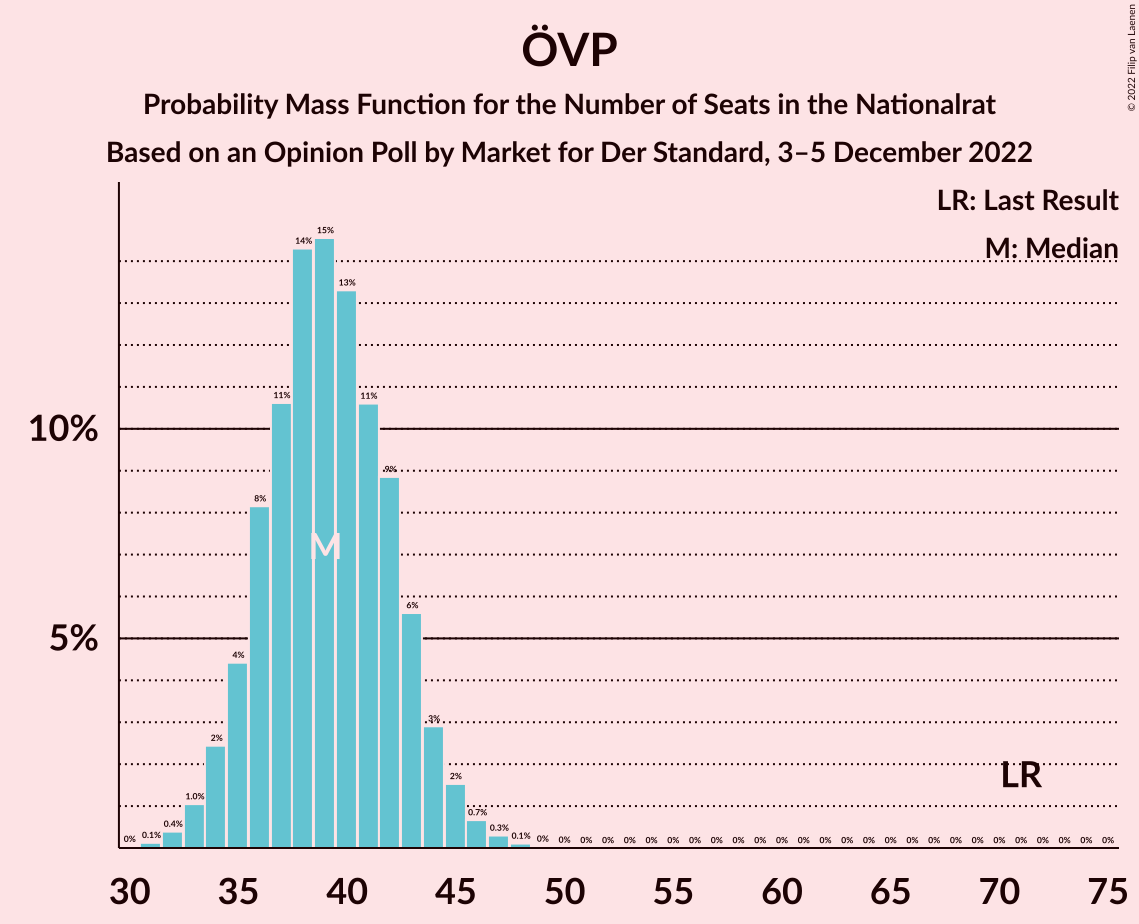 ÖVP
Probability Mass Function for the Number of Seats in the Nationalrat
Based on an Opinion Poll by Market for Der Standard, 3–5 December 2022
© 2022 Filip van Laenen
LR: Last Result
M: Median
10%
5%
0% 0.1% 0.4% 1.0% 2% 4% 8% 11% 14% 15% 13% 11% 9% 6% 3% 2% 0.7% 0.3% 0.1% 0% 0% 0% 0% 0% 0% 0% 0% 0% 0% 0% 0% 0% 0% 0% 0% 0% 0% 0% 0% 0% 0% 0% 0% 0% 0% 0%
M
LR
30 35 40 45 50 55 60 65 70 75